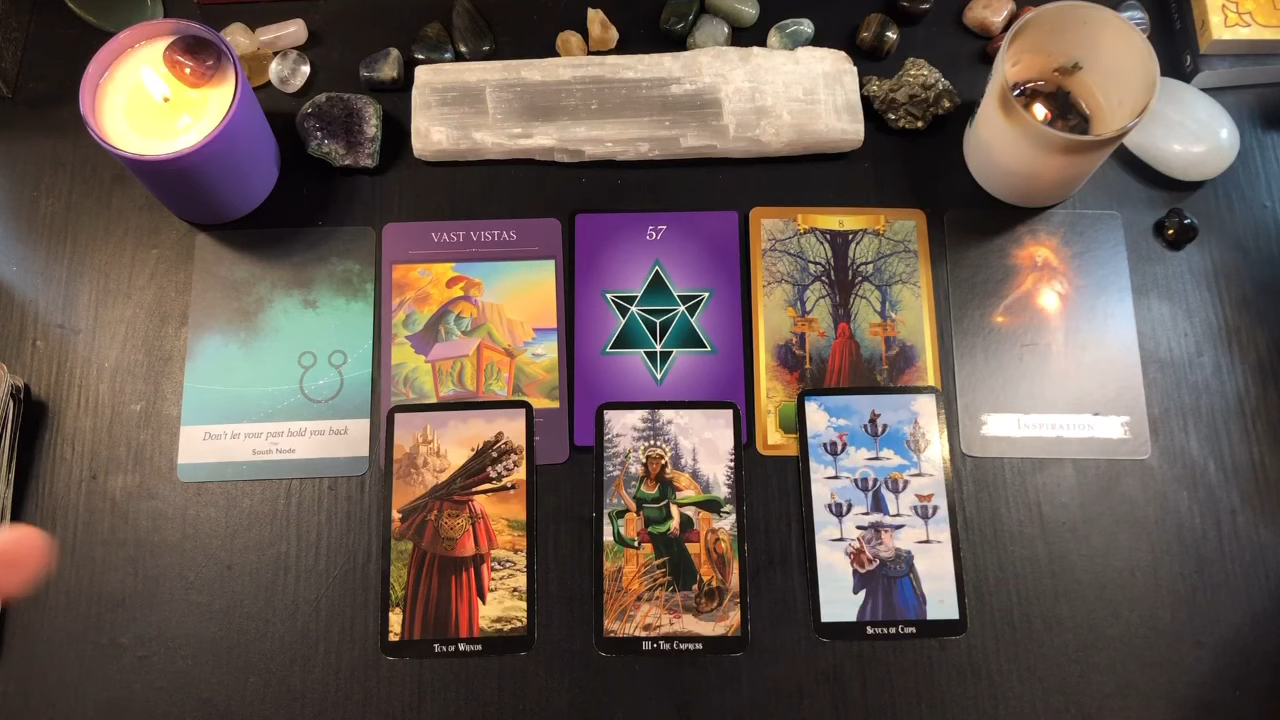 VAST VISTAS
57
8
Don't let your past hold you back
South Node
INSPIRATION
TEN OF WANDS
III • THE EMPRESS
SEVEN OF CUPS